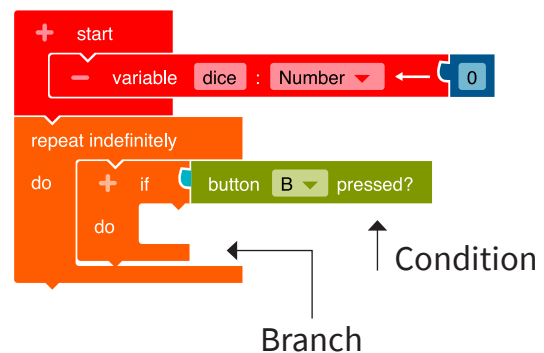 start
variable dice : Number 0
repeat indefinitely
do if button B pressed?
do
Condition
Branch